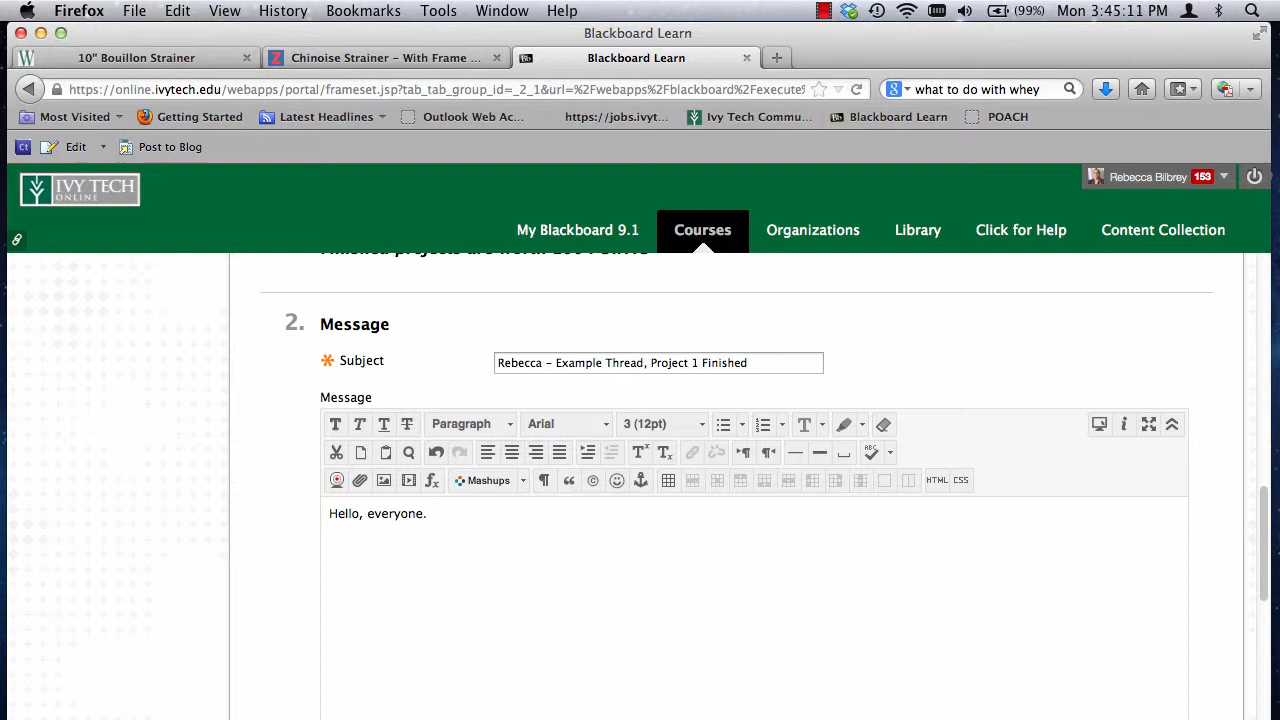 Firefox File Edit View History Bookmarks Tools Window Help (99%) Mon 3:45:11 PM
Blackboard Learn
10" Bouillon Strainer Chinoise Strainer – With Frame ... Blackboard Learn
https://online.ivytech.edu/webapps/portal/frameset.jsp?tab_tab_group_id=_2_1&url=%2Fwebapps%2Fblackboard%2Fexecute% what to do with whey
Most Visited Getting Started Latest Headlines Outlook Web Ac... https://jobs.ivyt... Ivy Tech Commu... Blackboard Learn POACH
Edit Post to Blog
IVY TECH
ONLINE
Rebecca Bilbrey 153
My Blackboard 9.1 Courses Organizations Library Click for Help Content Collection
2. Message
Subject Rebecca – Example Thread, Project 1 Finished
Message
T T T T Paragraph Arial 3 (12pt) T
ABC
Mashups HTML CSS
Hello, everyone.